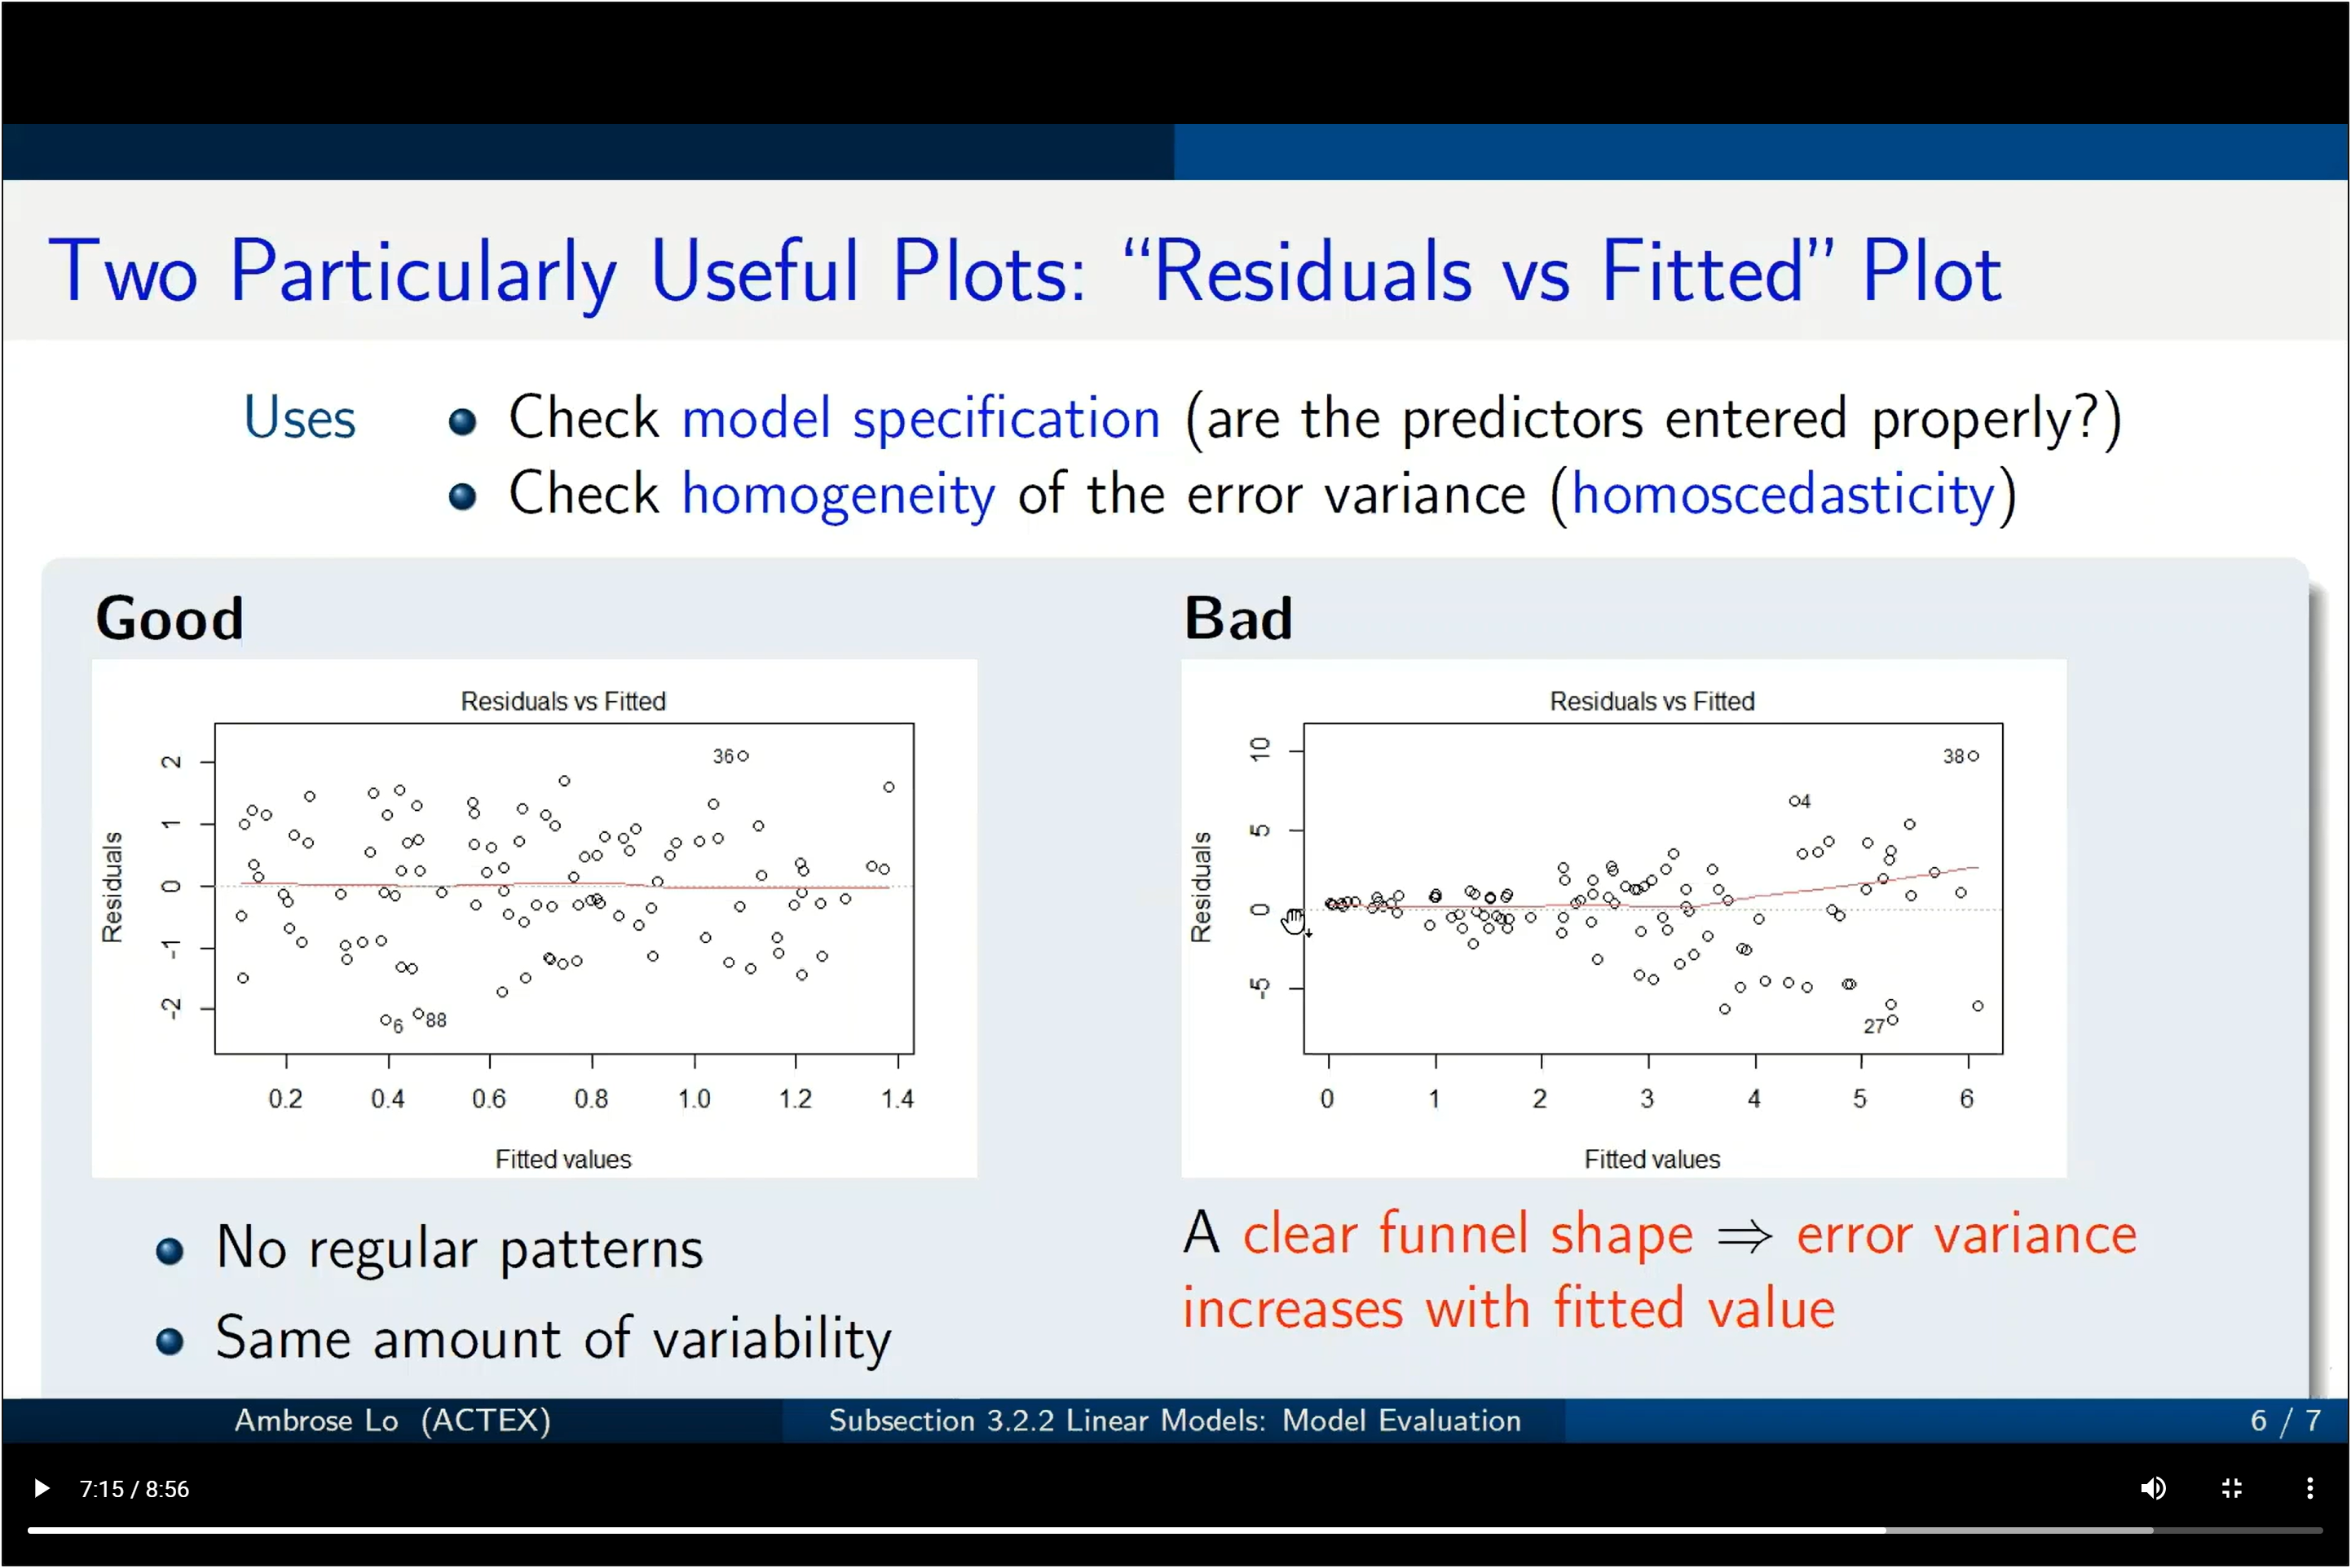 Two Particularly Useful Plots: “Residuals vs Fitted” Plot
Uses
Check model specification (are the predictors entered properly?)
Check homogeneity of the error variance (homoscedasticity)
Good
Residuals vs Fitted
Residuals
2
1
0
-1
-2
36
6
88
0.2 0.4 0.6 0.8 1.0 1.2 1.4
Fitted values
No regular patterns
Same amount of variability
Bad
Residuals vs Fitted
Residuals
10
5
0
-5
38
4
27
0 1 2 3 4 5 6
Fitted values
A clear funnel shape ⇒ error variance
increases with fitted value
Ambrose Lo (ACTEX) Subsection 3.2.2 Linear Models: Model Evaluation 6 / 7
7:15 / 8:56